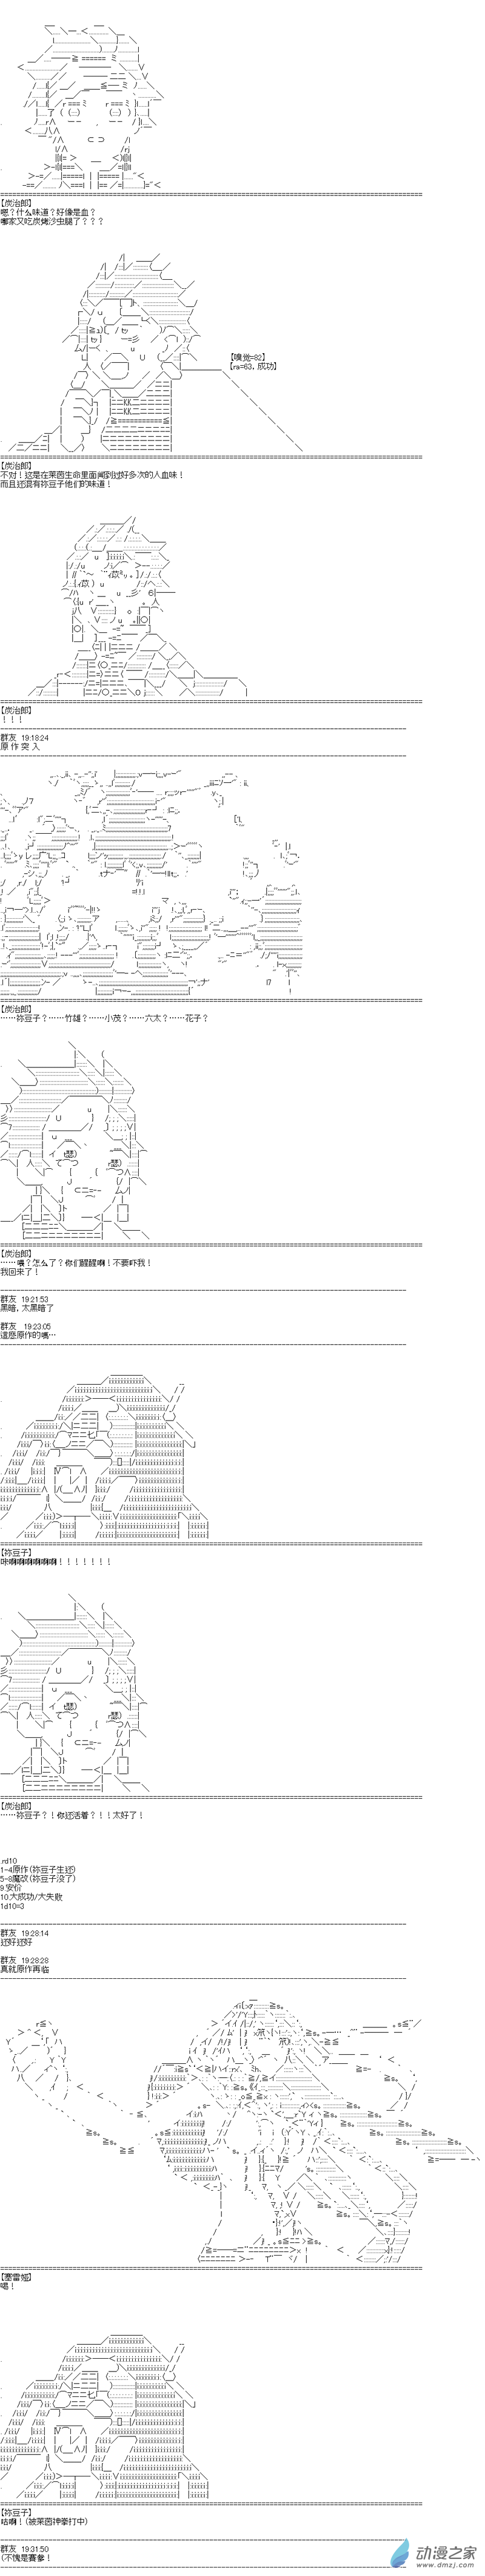 【炭治郎】
嗯？什么味道？好像是血？
哪家又吃炭烤沙虫腿了？？？
【嗅觉=82】
【ra=63，成功】
【炭治郎】
不对！这是在莱茵生命里面闻到过好多次的人血味！
而且还混有祢豆子他们的味道！
【炭治郎】
！！！
群友 19:18:24
原作突入
【炭治郎】
……祢豆子？……竹雄？……小茂？……六太？……花子？
【炭治郎】
……喂？怎么了？你们醒醒啊！不要吓我！
我回来了！
群友 19:21:53
黑暗，太黑暗了
群友 19:23:05
這麼原作的嗎…
【祢豆子】
咔啊啊啊啊啊啊！！！！！！！
【炭治郎】
……祢豆子？！你还活着？！！太好了！
.rd10
1-4原作(祢豆子生还)
5-8魔改(祢豆子没了)
9.安价
10.大成功/大失败
1d10=3
群友 19:28:14
还好还好
群友 19:28:28
真就原作再临
【塞雷娅】
喝！
【祢豆子】
咕啊！(被莱茵神拳打中)
群友 19:31:50
(不愧是賽爹！
动漫之家
www.dmzj.com